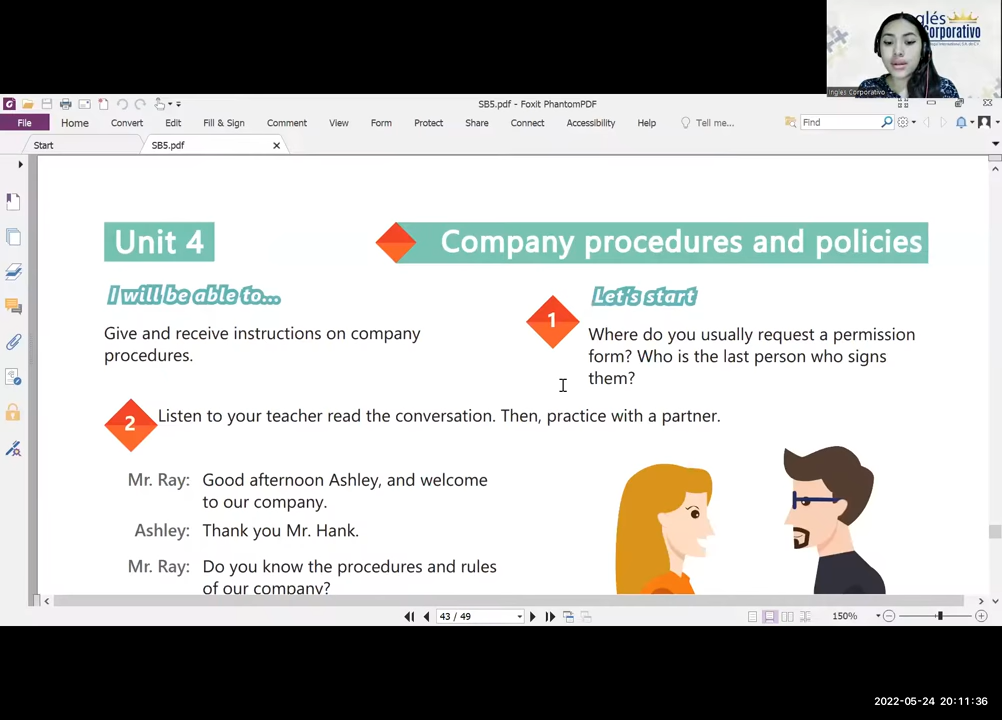 Inglés
Corporativo
Ingles Corporativo
SB5.pdf - Foxit PhantomPDF
File Home Convert Edit Fill & Sign Comment View Form Protect Share Connect Accessibility Help Tell me... Find
Start SB5.pdf
Unit 4
Company procedures and policies
I will be able to...
Give and receive instructions on company
procedures.
Let's start
1
Where do you usually request a permission
form? Who is the last person who signs
them?
2
Listen to your teacher read the conversation. Then, practice with a partner.
Mr. Ray: Good afternoon Ashley, and welcome
to our company.
Ashley: Thank you Mr. Hank.
Mr. Ray: Do you know the procedures and rules
of our company?
43 / 49
150%
2022-05-24 20:11:36